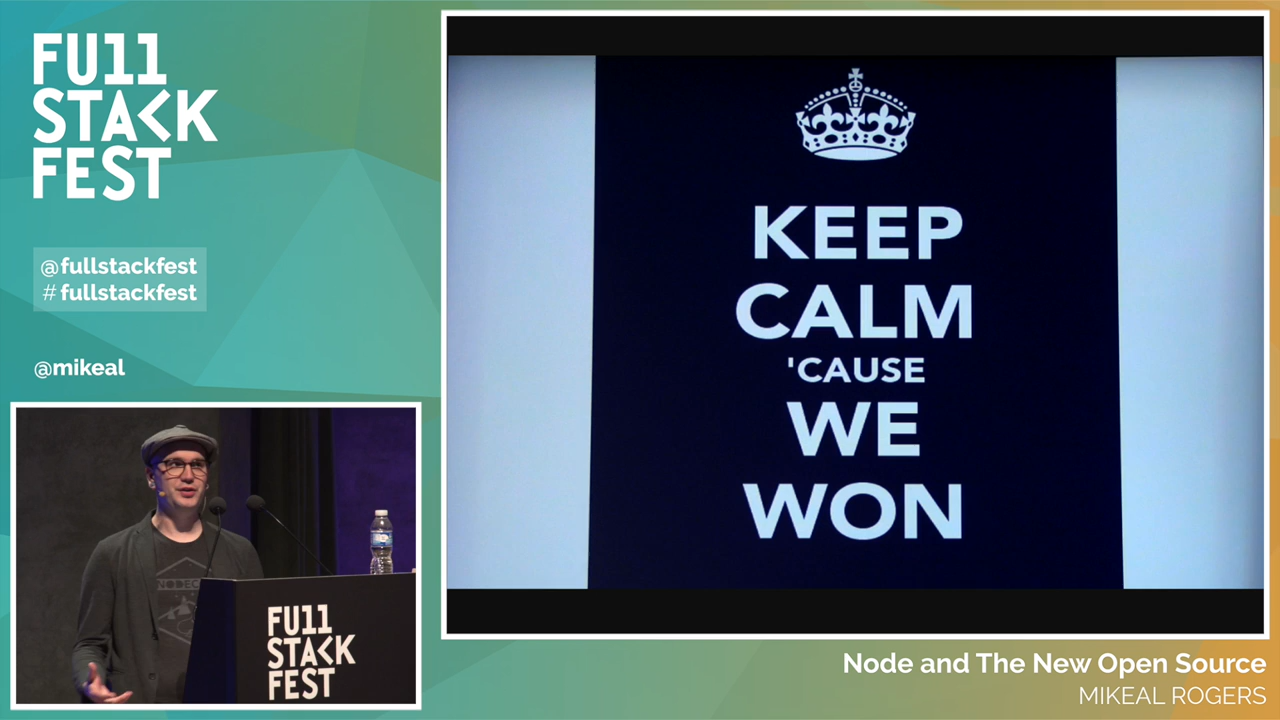 FU11
STACK
FEST
@fullstackfest
# fullstackfest
@mikeal
KEEP
CALM
'CAUSE
WE
WON
FU11
STACK
FEST
Node and The New Open Source
MIKEAL ROGERS